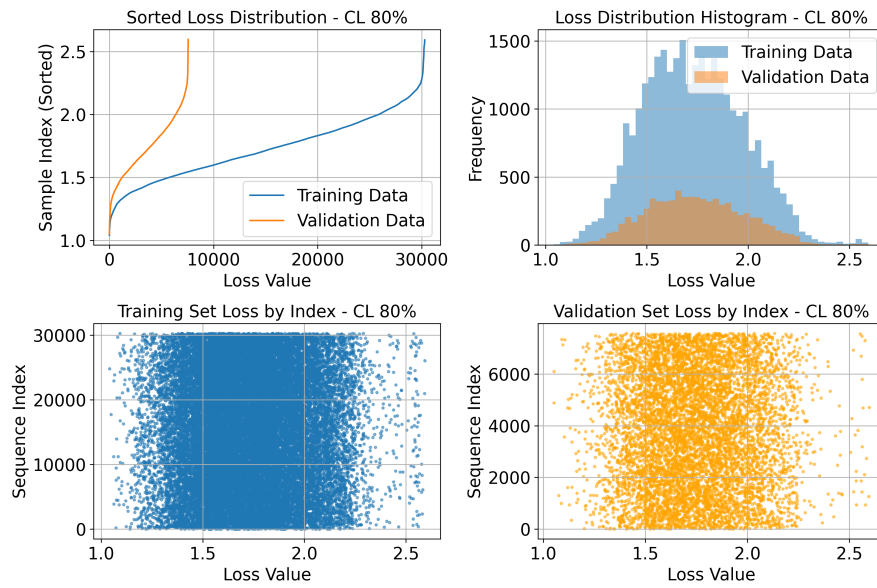 Sorted Loss Distribution - CL 80%
Sample Index (Sorted)
2.5
2.0
1.5
1.0
Training Data
Validation Data
0 10000 20000 30000
Loss Value
Loss Distribution Histogram - CL 80%
Frequency
1500
1000
500
0
Training Data
Validation Data
1.0 1.5 2.0 2.5
Loss Value
Training Set Loss by Index - CL 80%
Sequence Index
30000
20000
10000
0
1.0 1.5 2.0 2.5
Loss Value
Validation Set Loss by Index - CL 80%
Sequence Index
6000
4000
2000
0
1.0 1.5 2.0 2.5
Loss Value